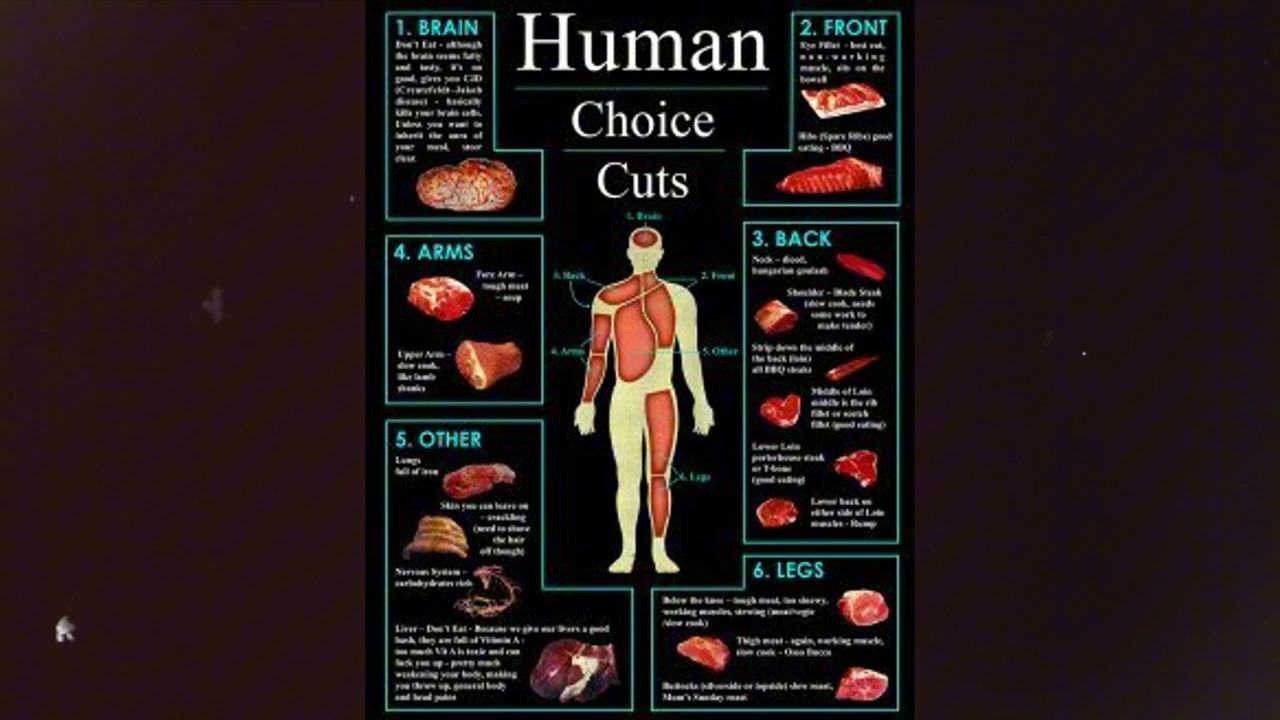 Human
Choice
Cuts
1. BRAIN
Don't Eat - although
the brain seems fatty
and tasty, it's no
good, gives you CJD
(Creutzfeldt-Jakob
disease) - basically
kills your brain cells.
Unless you want to
inherit the
your meal, steer
clear
2. FRONT
Eye Fillet - best cut,
non-working
muscle, sits on the
Ribs (Spare Ribs) good
eating - BBQ
1. Brain
3. Back
2. Front
4. Arms
5. Other
6. Legs
3. BACK
Neck - diced,
hungarian goulash
Shoulder - Blade Steak
(slow cook, needs
some work to
make tender)
Strip down the middle of
the back (loin)
all BBQ steaks
Middle of Loin
middle is the rib
fillet or scotch
fillet (good eating)
Lower Loin
porterhouse steak
or T-bone
(good eating)
Lower back on
either side of Loin
muscles - Rump
4. ARMS
Fore Arm -
tough meat
- soup
Upper Arm -
slow cook,
like lamb
shanks
5. OTHER
Lungs
full of iron
Skin you can leave on
- crackling
(need to shave
the hair
off though)
Nervous System -
carbohydrates rich
Liver - Don't Eat - Because we give our livers a good
bash, they are full of Vitamin A -
too much Vit A is toxic and can
fuck you up - pretty much
weakening your body, making
you throw up, general body
and head pains
6. LEGS
Below the knee - tough meat, too sinewy,
working muscles, stewing (meat/vegie
/slow cook)
Thigh meat - again, working muscle,
slow cook - Osso Bucco
Buttocks (silverside or topside) slow roast,
Mum's Sunday roast